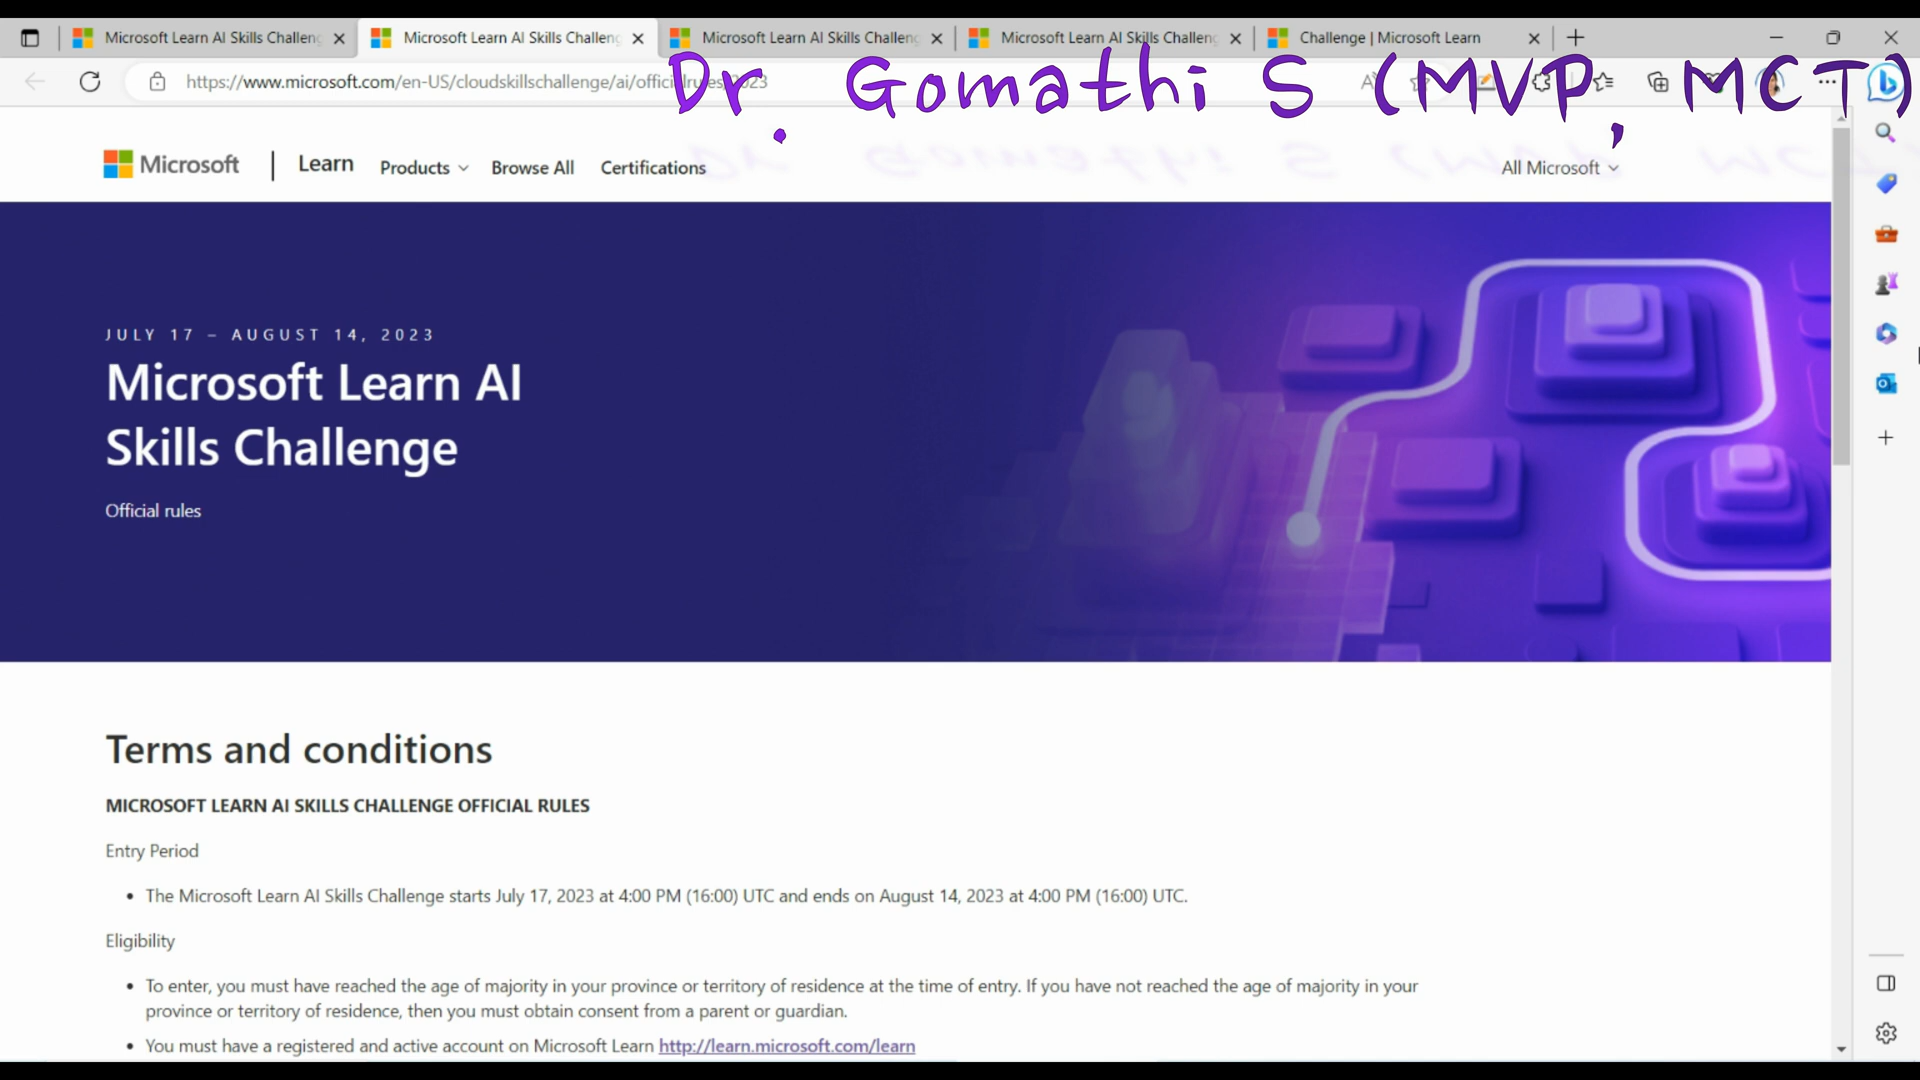 Microsoft Learn AI Skills Challeng
Microsoft Learn AI Skills Challeng
Microsoft Learn AI Skills Challeng
Microsoft Learn AI Skills Challeng
Challenge | Microsoft Learn
https://www.microsoft.com/en-US/cloudskillschallenge/ai/officialrules/2023
Dr. Gomathi S (MVP, MCT)
Microsoft | Learn Products Browse All Certifications All Microsoft
JULY 17 – AUGUST 14, 2023
Microsoft Learn AI
Skills Challenge
Official rules
Terms and conditions
MICROSOFT LEARN AI SKILLS CHALLENGE OFFICIAL RULES
Entry Period
• The Microsoft Learn AI Skills Challenge starts July 17, 2023 at 4:00 PM (16:00) UTC and ends on August 14, 2023 at 4:00 PM (16:00) UTC.
Eligibility
• To enter, you must have reached the age of majority in your province or territory of residence at the time of entry. If you have not reached the age of majority in your
province or territory of residence, then you must obtain consent from a parent or guardian.
• You must have a registered and active account on Microsoft Learn http://learn.microsoft.com/learn